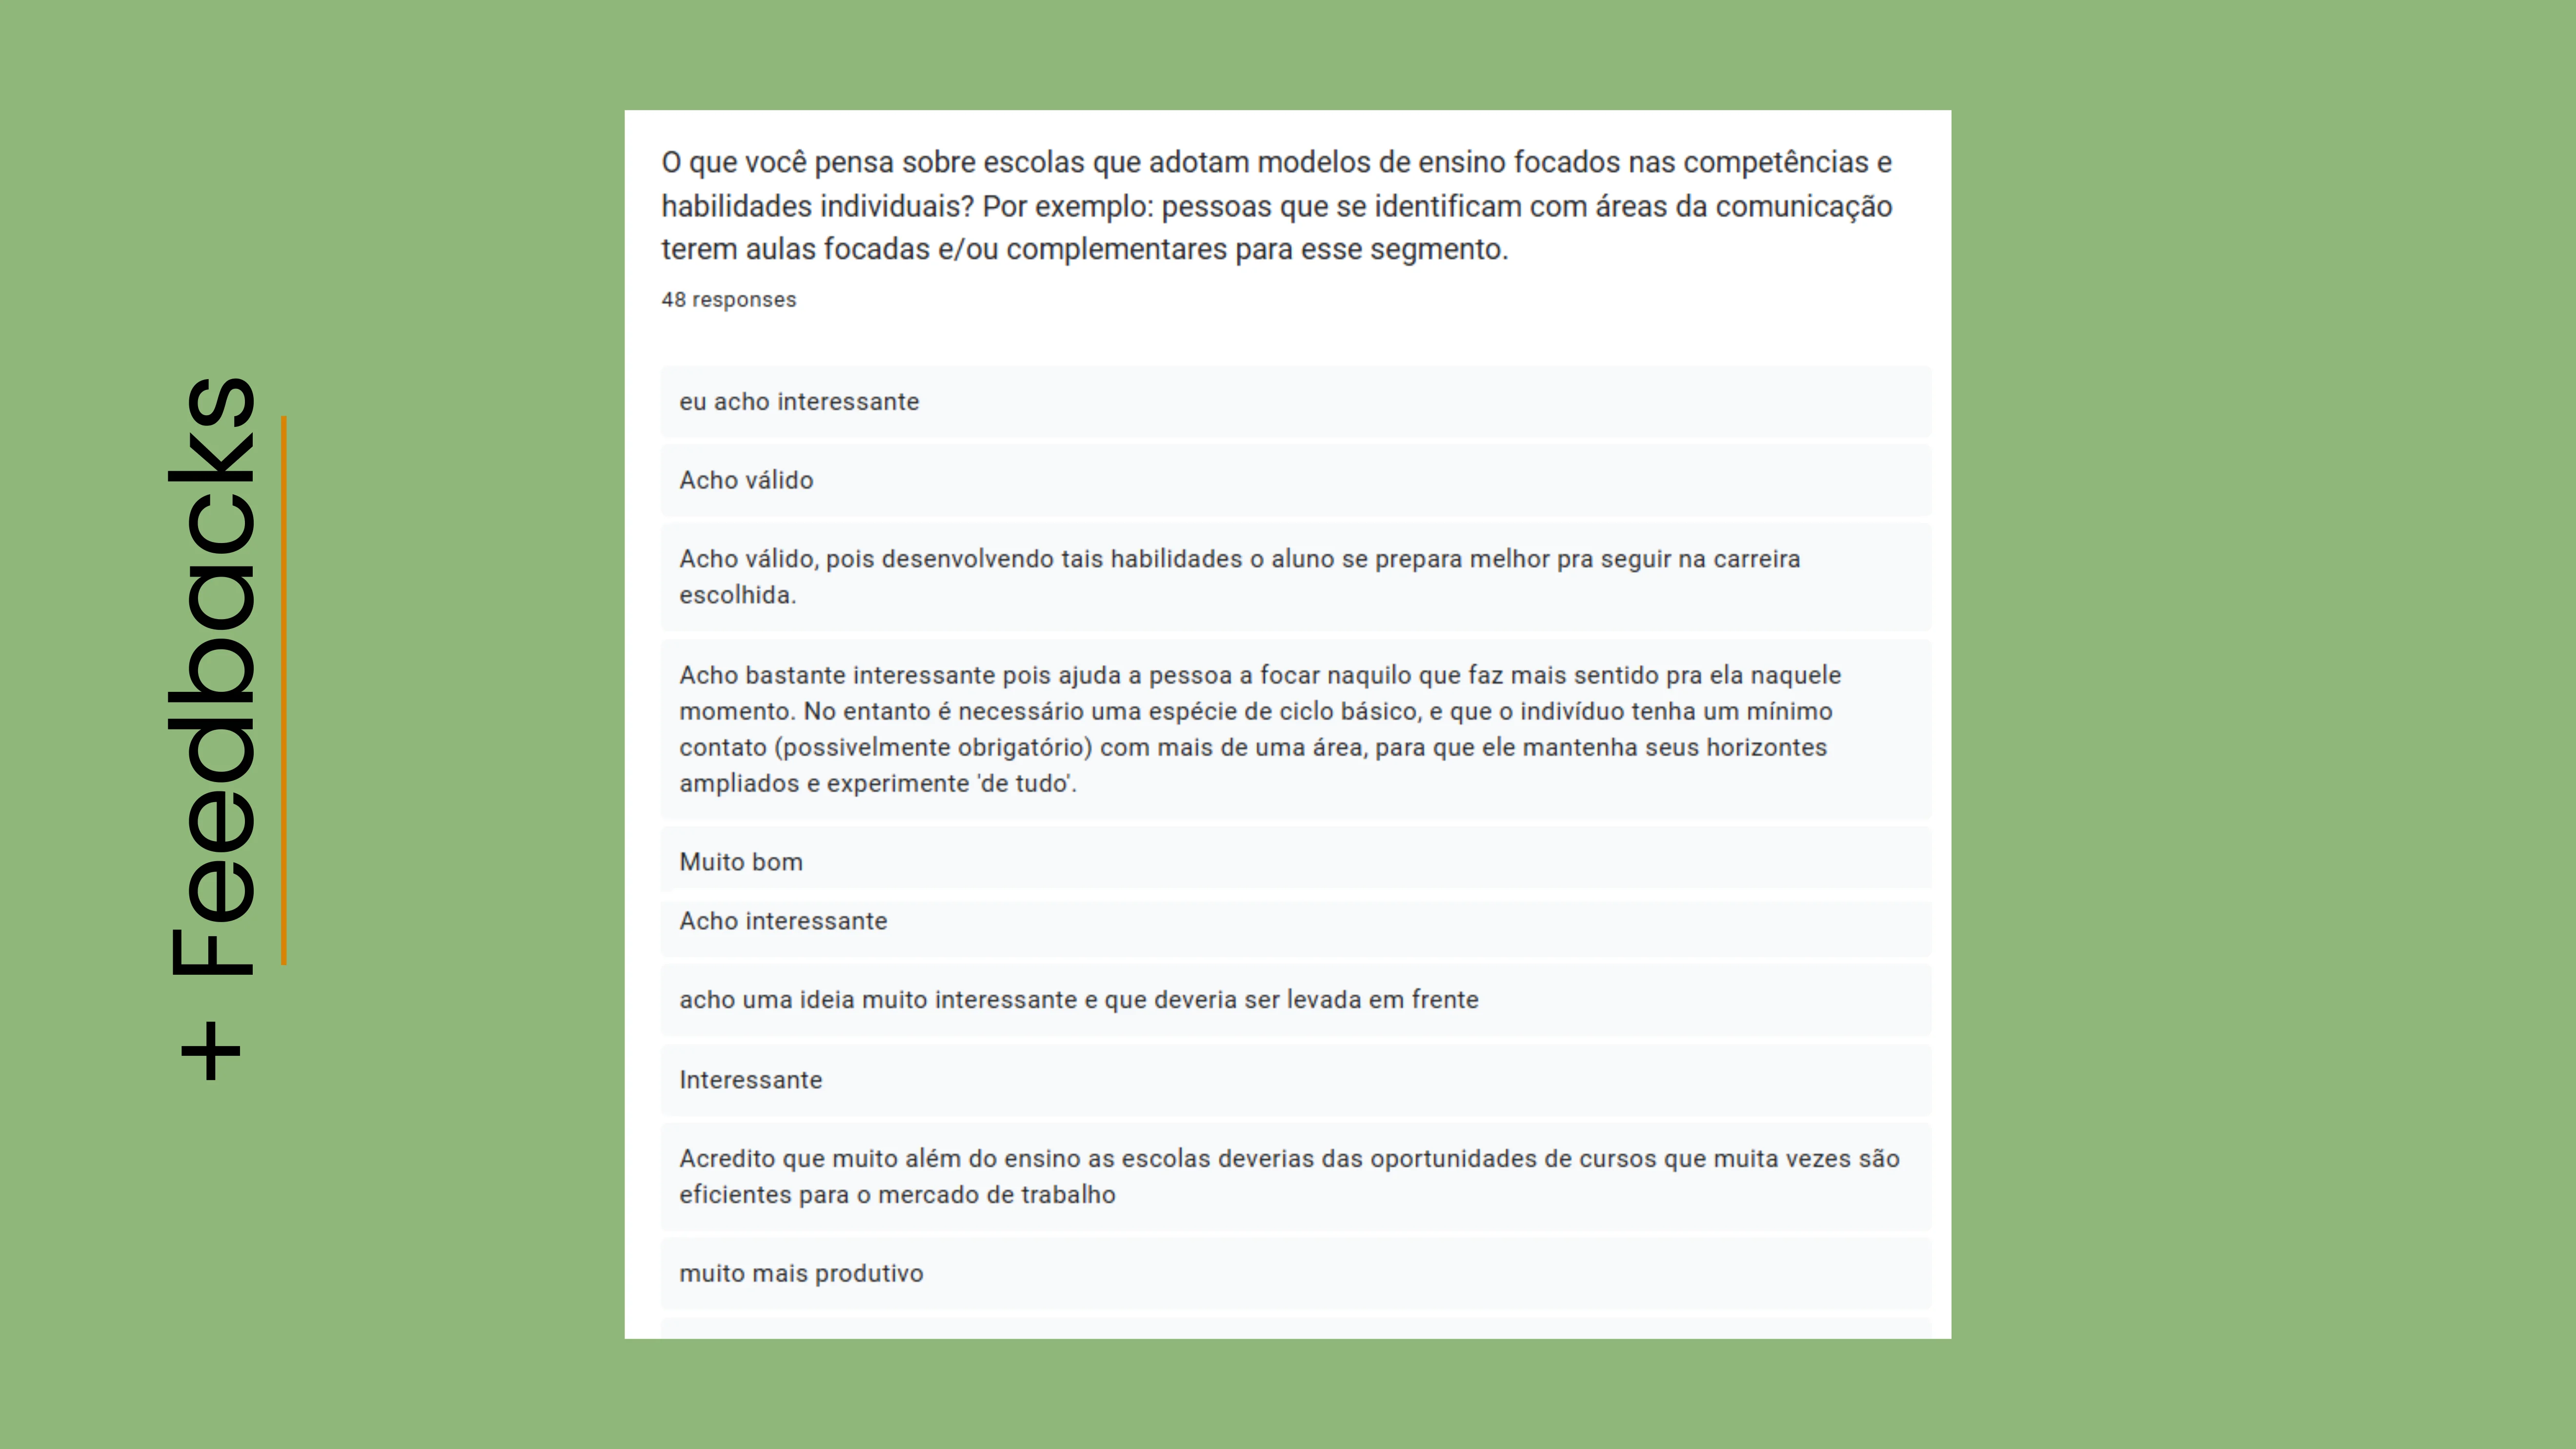 + Feedbacks
O que você pensa sobre escolas que adotam modelos de ensino focados nas competências e
habilidades individuais? Por exemplo: pessoas que se identificam com áreas da comunicação
terem aulas focadas e/ou complementares para esse segmento.
48 responses
eu acho interessante
Acho válido
Acho válido, pois desenvolvendo tais habilidades o aluno se prepara melhor pra seguir na carreira
escolhida.
Acho bastante interessante pois ajuda a pessoa a focar naquilo que faz mais sentido pra ela naquele
momento. No entanto é necessário uma espécie de ciclo básico, e que o indivíduo tenha um mínimo
contato (possivelmente obrigatório) com mais de uma área, para que ele mantenha seus horizontes
ampliados e experimente 'de tudo'.
Muito bom
Acho interessante
acho uma ideia muito interessante e que deveria ser levada em frente
Interessante
Acredito que muito além do ensino as escolas deverias das oportunidades de cursos que muita vezes são
eficientes para o mercado de trabalho
muito mais produtivo